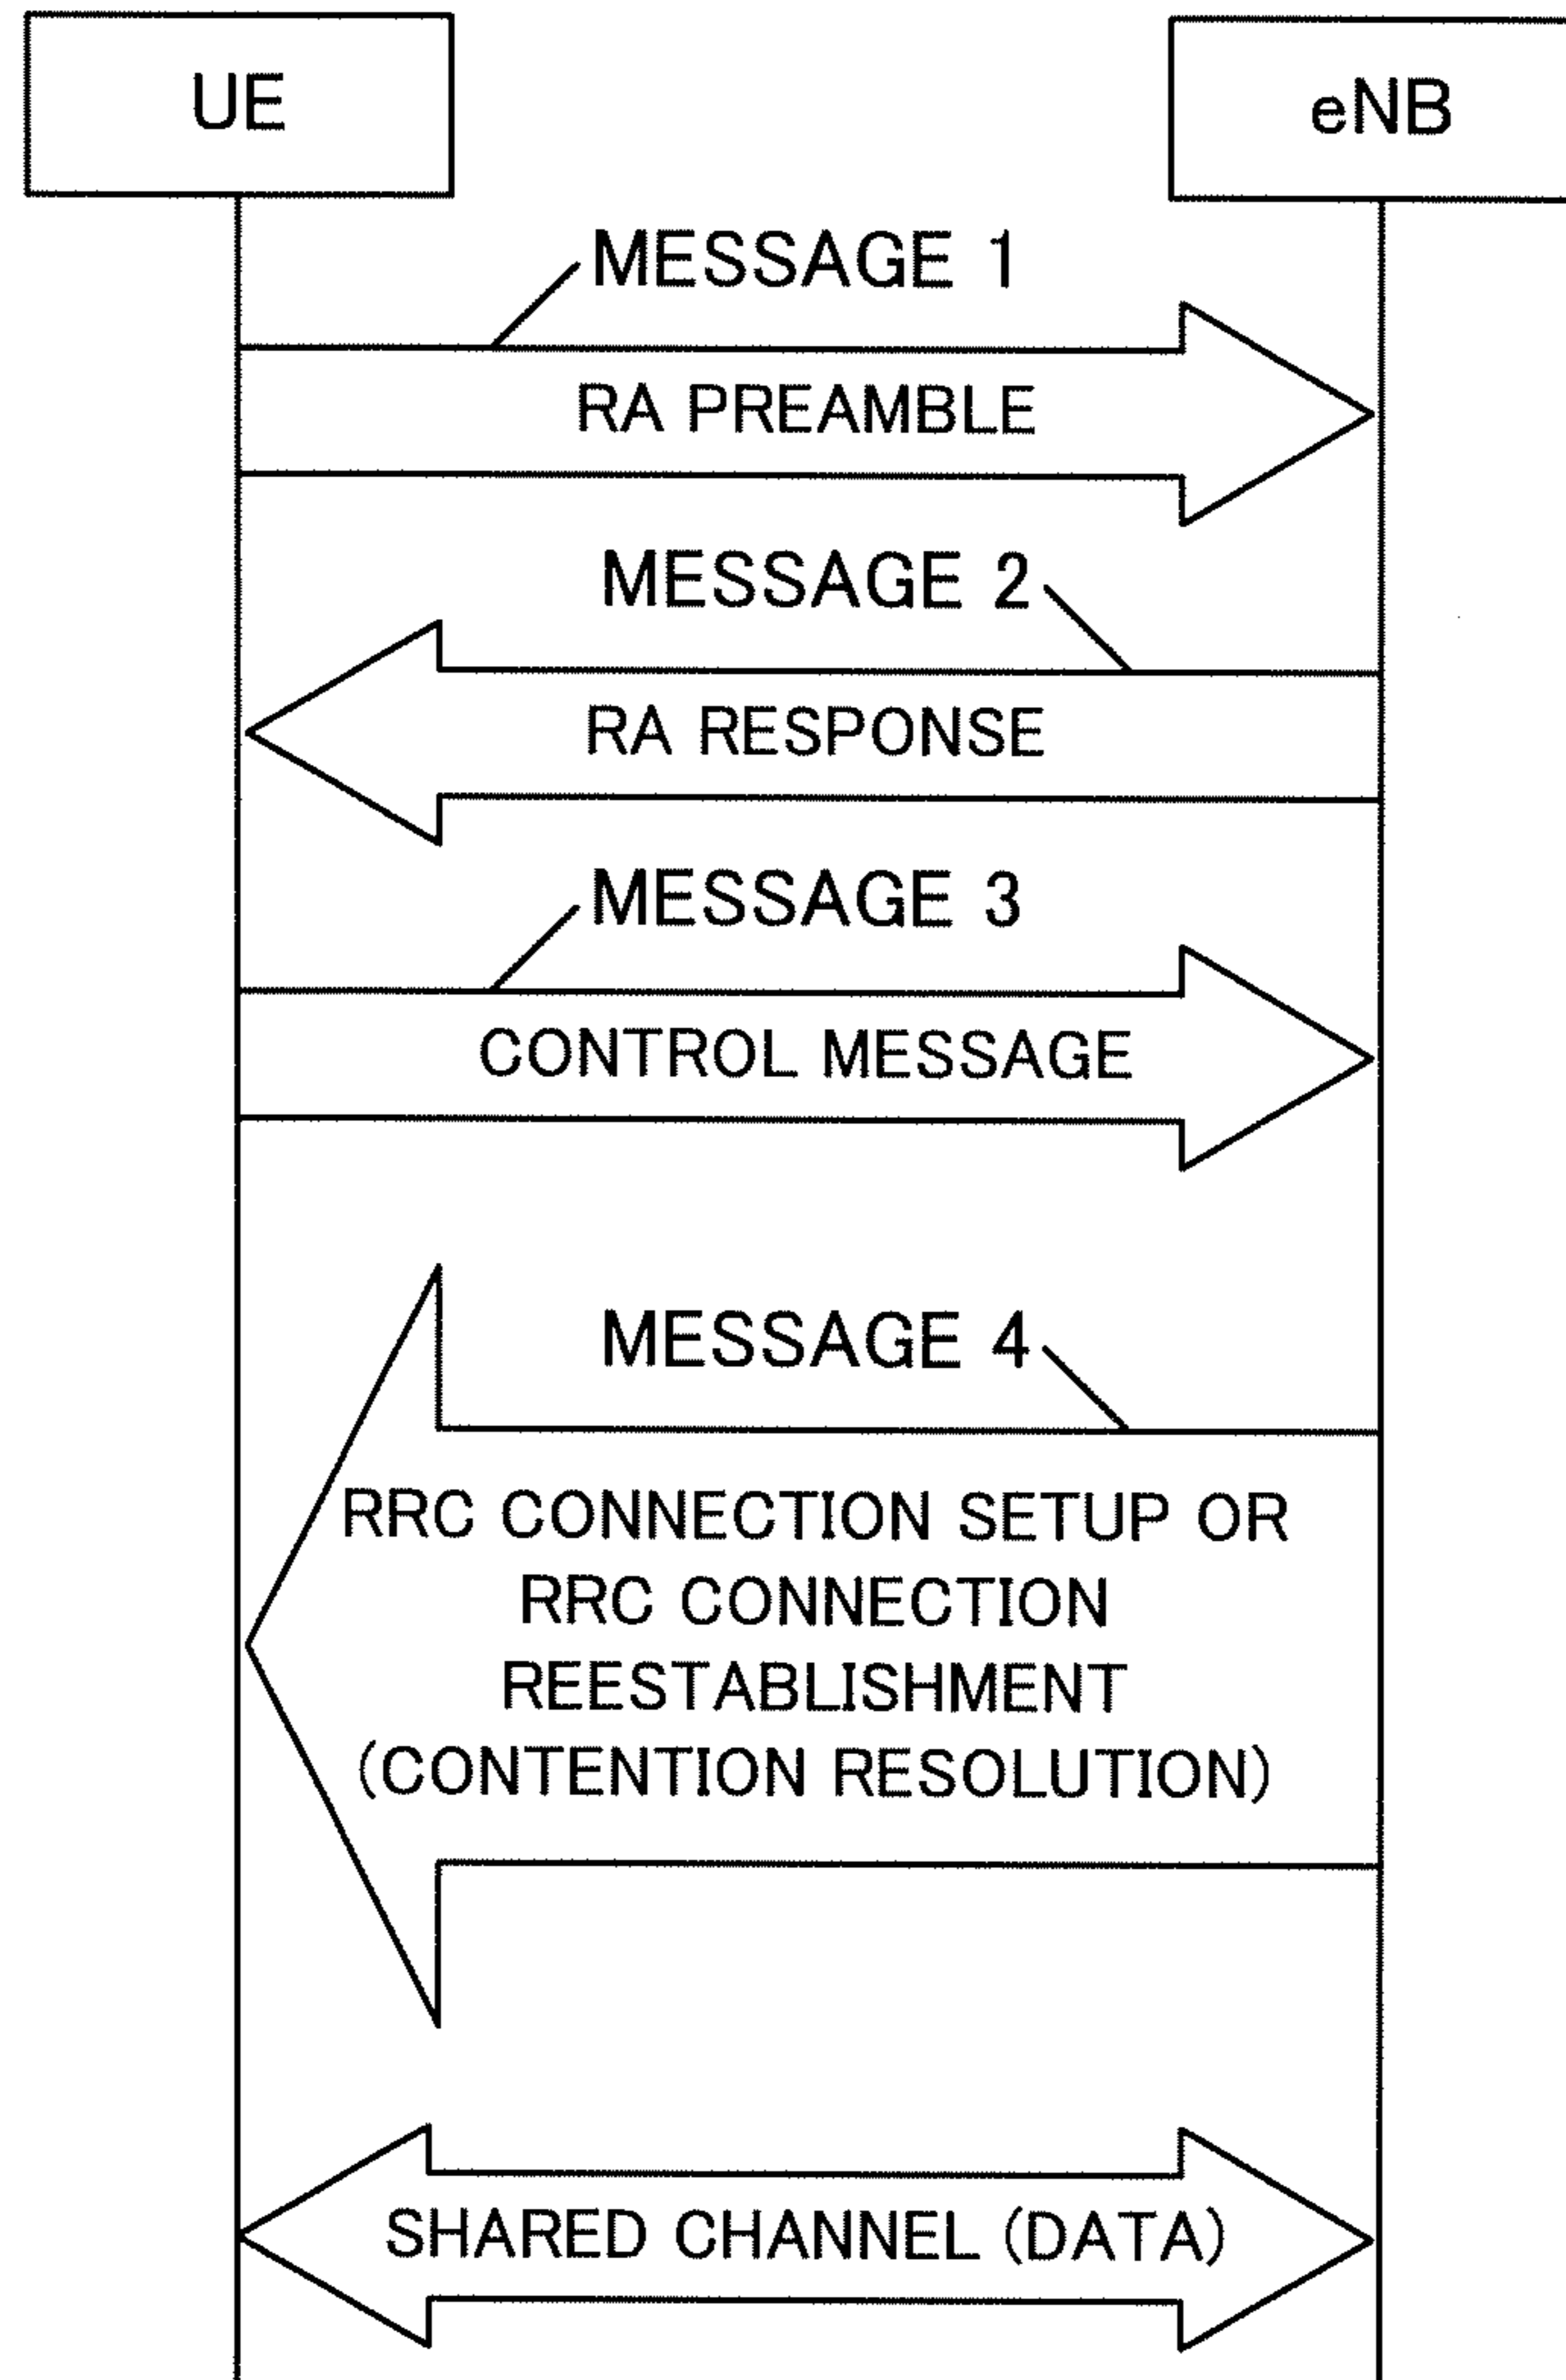 UE
eNB
MESSAGE 1
RA PREAMBLE
MESSAGE 2
RA RESPONSE
MESSAGE 3
CONTROL MESSAGE
MESSAGE 4
RRC CONNECTION SETUP OR
RRC CONNECTION
REESTABLISHMENT
(CONTENTION RESOLUTION)
SHARED CHANNEL (DATA)